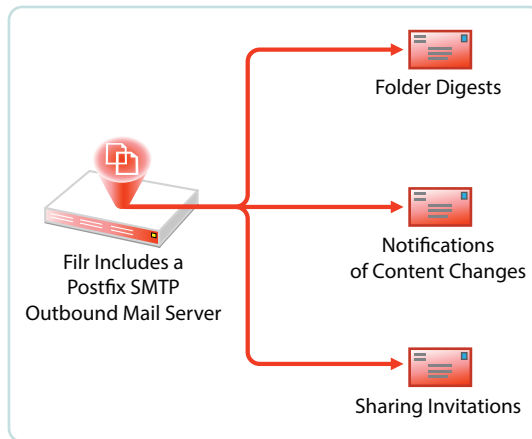 Folder Digests
Filr Includes a
Postfix SMTP
Outbound Mail Server
Notifications
of Content Changes
Sharing Invitations